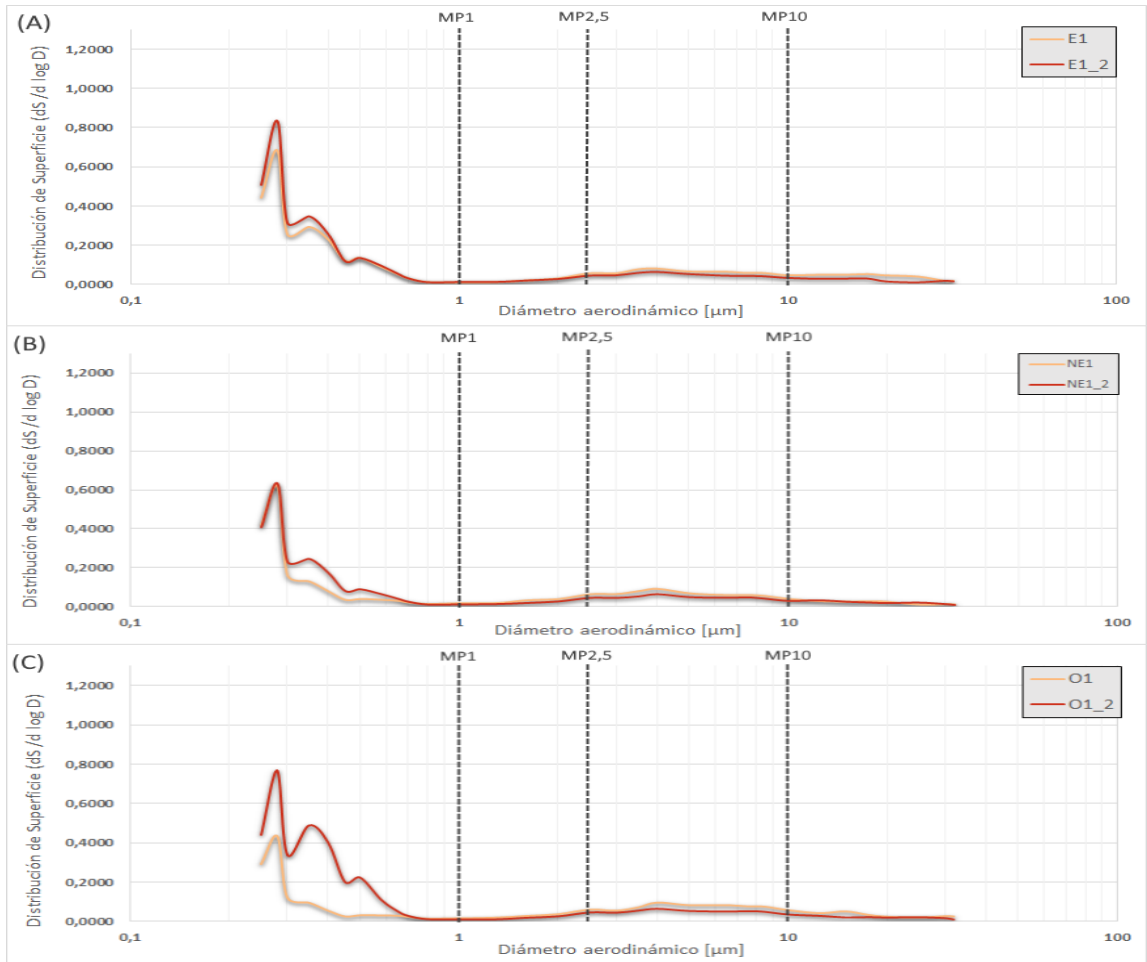 (A)
MP1
MP2,5
MP10
E1
E1_2
Distribución de Superficie (dS /d log D)
1,2000
1,0000
0,8000
0,6000
0,4000
0,2000
0,0000
0,1
1
10
100
Diámetro aerodinámico [µm]
(B)
MP1
MP2,5
MP10
NE1
NE1_2
Distribución de Superficie (dS /d log D)
1,2000
1,0000
0,8000
0,6000
0,4000
0,2000
0,0000
0,1
1
10
100
Diámetro aerodinámico [µm]
(C)
MP1
MP2,5
MP10
O1
O1_2
Distribución de Superficie (dS /d log D)
1,2000
1,0000
0,8000
0,6000
0,4000
0,2000
0,0000
0,1
1
10
100
Diámetro aerodinámico [µm]